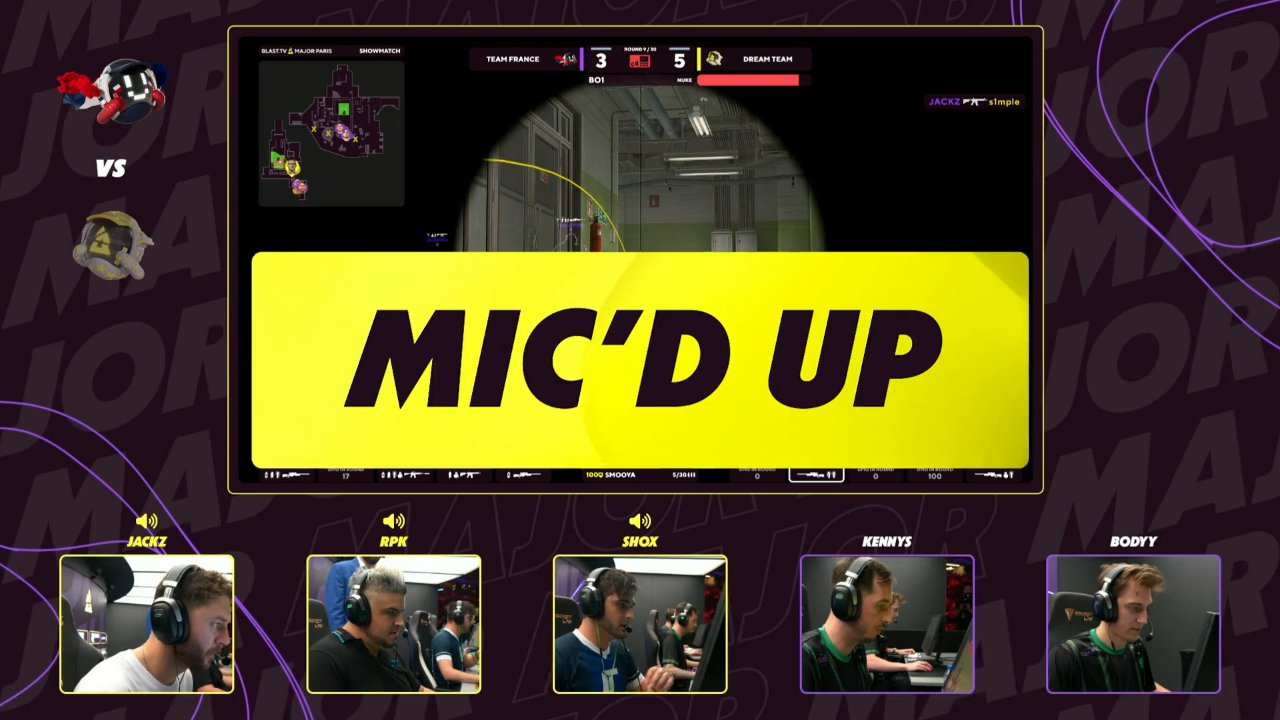 BLAST.TV MAJOR PARIS
SHOWMATCH
TEAM FRANCE
3
ROUND 9 / 30
5
DREAM TEAM
BO1
NUKE
JACKZ
s1mple
VS
MIC'D UP
DMG IN ROUND
17
100 SMOOYA
5/30
DMG IN ROUND
0
DMG IN ROUND
0
DMG IN ROUND
100
JACKZ
RPK
SHOX
KENNYS
BODYY
MAJOR